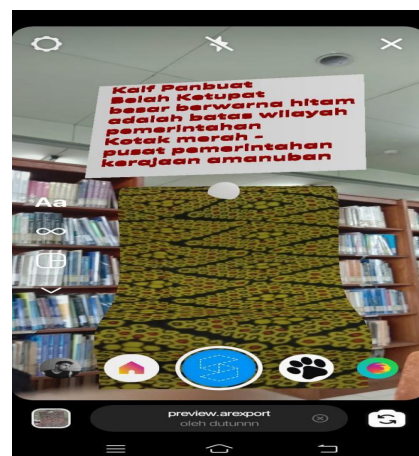 Kaif Panbuat
Belah Ketupat
besar berwarna hitam
adalah batas wilayah
pemerintahan
Kotak merah -
pusat pemerintahan
kerajaan amanuban
Aa
preview.arexport
oleh dutunnn